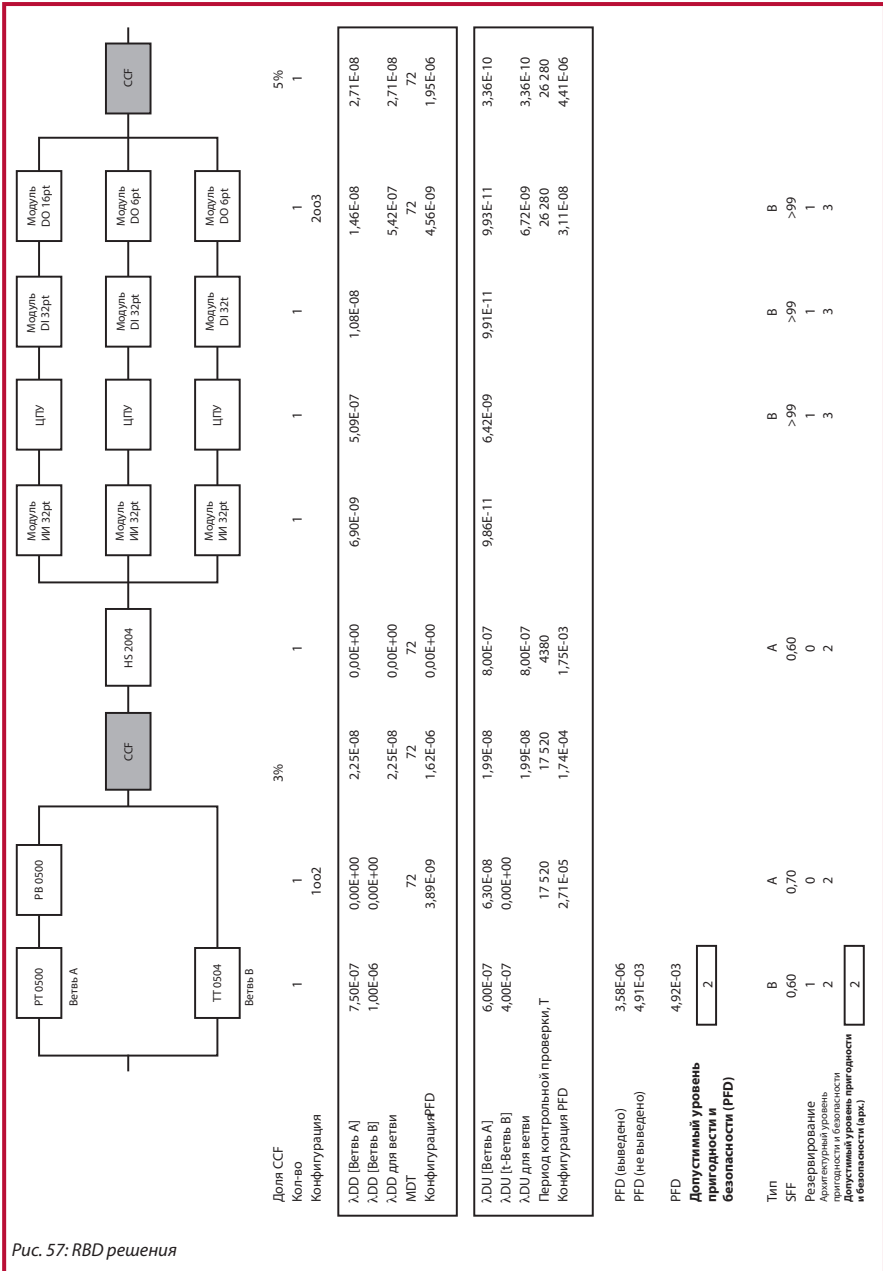 PT 0500
PB 0500
Ветвь A
TT 0504
Ветвь B
CCF
HS 2004
Модуль ИИ 32pt
ЦПУ
Модуль DI 32pt
Модуль DO 16pt
Модуль ИИ 32pt
ЦПУ
Модуль DI 32pt
Модуль DO 6pt
Модуль ИИ 32pt
ЦПУ
Модуль DI 32t
Модуль DO 6pt
CCF
Доля CCF 3% 5%
Кол-во 1 1 1 1 1 1 1 1
Конфигурация 1oo2 2oo3
λDD [Ветвь A] 7,50E-07 0,00E+00 2,25E-08 0,00E+00 6,90E-09 5,09E-07 1,08E-08 1,46E-08 2,71E-08
λDD [Ветвь B] 1,00E-06 0,00E+00
λDD для ветви 2,25E-08 0,00E+00 5,42E-07 2,71E-08
MDT 72 72 72 72 72
КонфигурацияPFD 3,89E-09 1,62E-06 0,00E+00 4,56E-09 1,95E-06
λDU [Ветвь A] 6,00E-07 6,30E-08 1,99E-08 8,00E-07 9,86E-11 6,42E-09 9,91E-11 9,93E-11 3,36E-10
λDU [t-Ветвь B] 4,00E-07 0,00E+00
λDU для ветви 1,99E-08 8,00E-07 6,72E-09 3,36E-10
Период контрольной проверки, T 17 520 17 520 4380 26 280 26 280
Конфигурация PFD 2,71E-05 1,74E-04 1,75E-03 3,11E-08 4,41E-06
PFD (выведено) 3,58E-06
PFD (не выведено) 4,91E-03
PFD 4,92E-03
Допустимый уровень
пригодности и
безопасности (PFD) 2
Тип B A A B B B
SFF 0,60 0,70 0,60 >99 >99 >99
Резервирование 1 0 0 1 1 1
Архитектурный уровень
пригодности и безопасности 2 2 2 3 3 3
Допустимый уровень пригодности
и безопасности (арх.) 2
Рис. 57: RBD решения